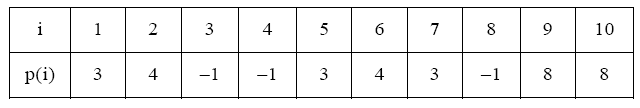 i 1 2 3 4 5 6 7 8 9 10
p(i) 3 4 –1 –1 3 4 3 –1 8 8